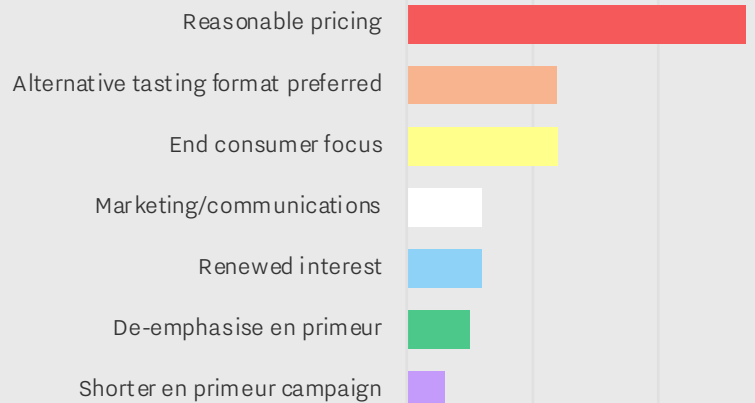 Reasonable pricing
Alternative tasting format preferred
End consumer focus
Marketing/communications
Renewed interest
De-emphasise en primeur
Shorter en primeur campaign